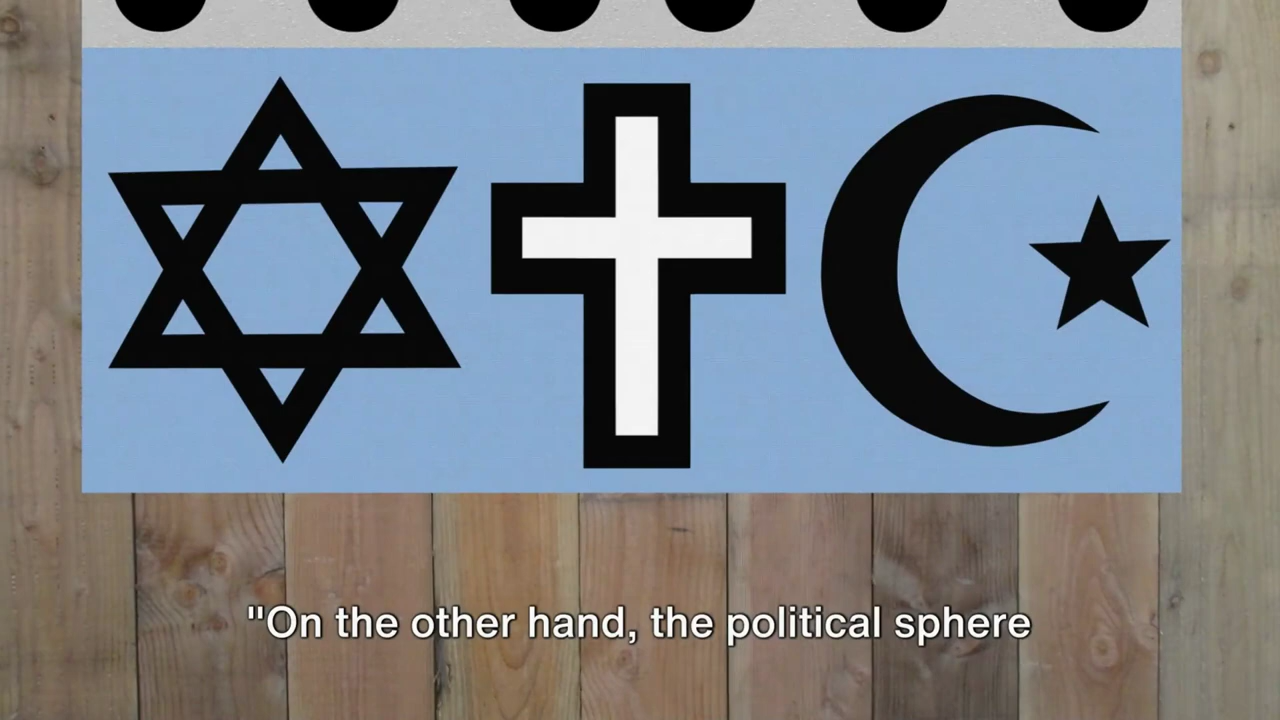 "On the other hand, the political sphere